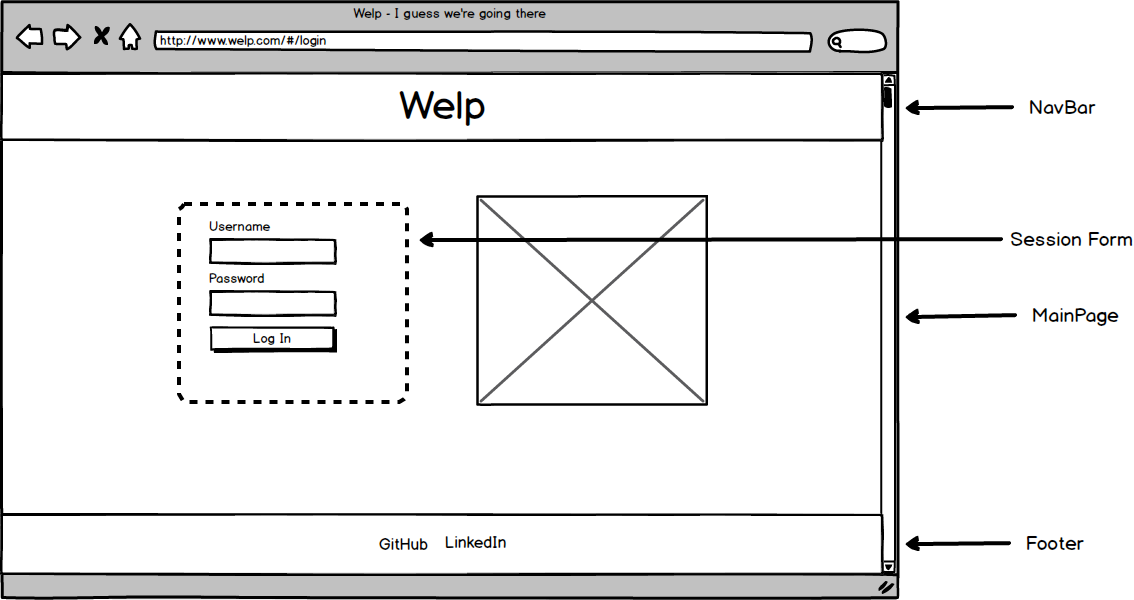 Welp - I guess we're going there
http://www.welp.com/#/login
Welp
NavBar
Username
Session Form
Password
MainPage
Log In
GitHub LinkedIn
Footer